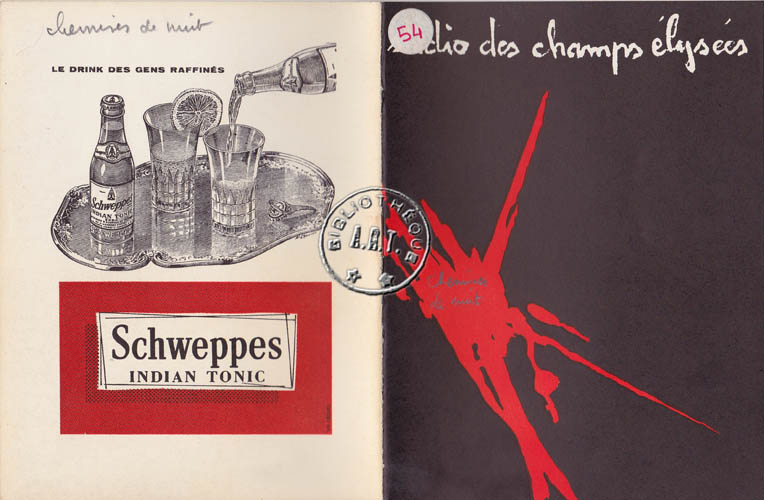 chemises de nuit
LE DRINK DES GENS RAFFINÉS
Schweppes
INDIAN TONIC
Schweppes
INDIAN TONIC
BIBLIOTHÈQUE
A.R.T.
54
dio des champs élysées
chemises
de nuit